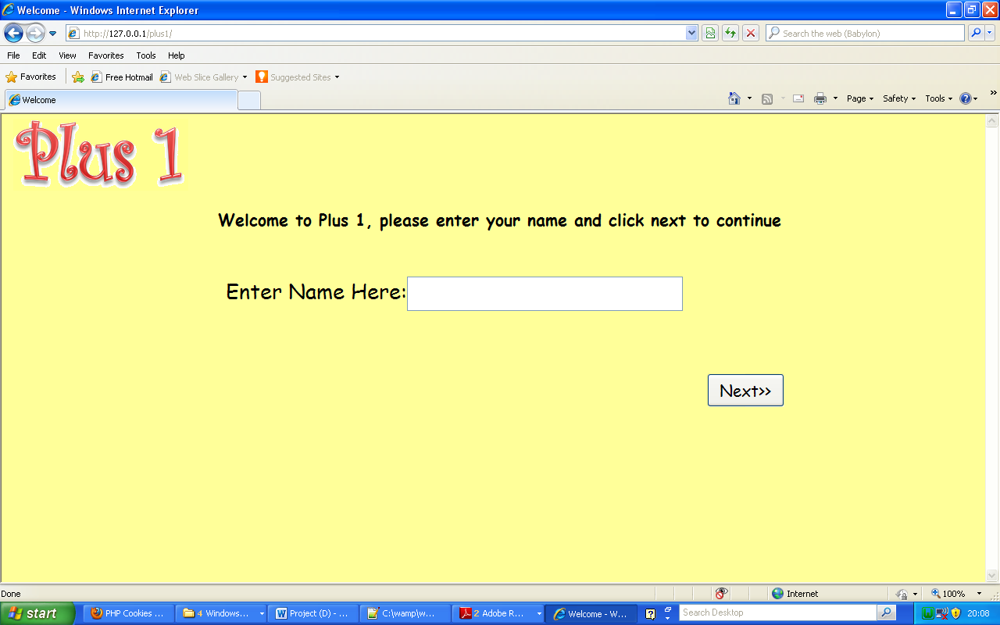 Welcome - Windows Internet Explorer
http://127.0.0.1/plus1/
Search the web (Babylon)
File Edit View Favorites Tools Help
Favorites Free Hotmail Web Slice Gallery Suggested Sites
Welcome
Page Safety Tools »
Plus 1
Welcome to Plus 1, please enter your name and click next to continue
Enter Name Here:
Next>>
Done Internet 100%
start PHP Cookies ... 4 Windows... Project (D) - ... C:\wamp\w... 2 Adobe R... Welcome - W... Search Desktop 20:08